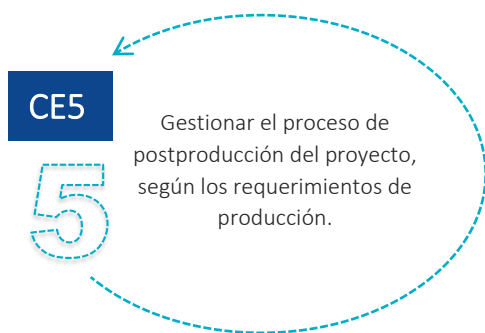 CE5
5
Gestionar el proceso de
postproducción del proyecto,
según los requerimientos de
producción.